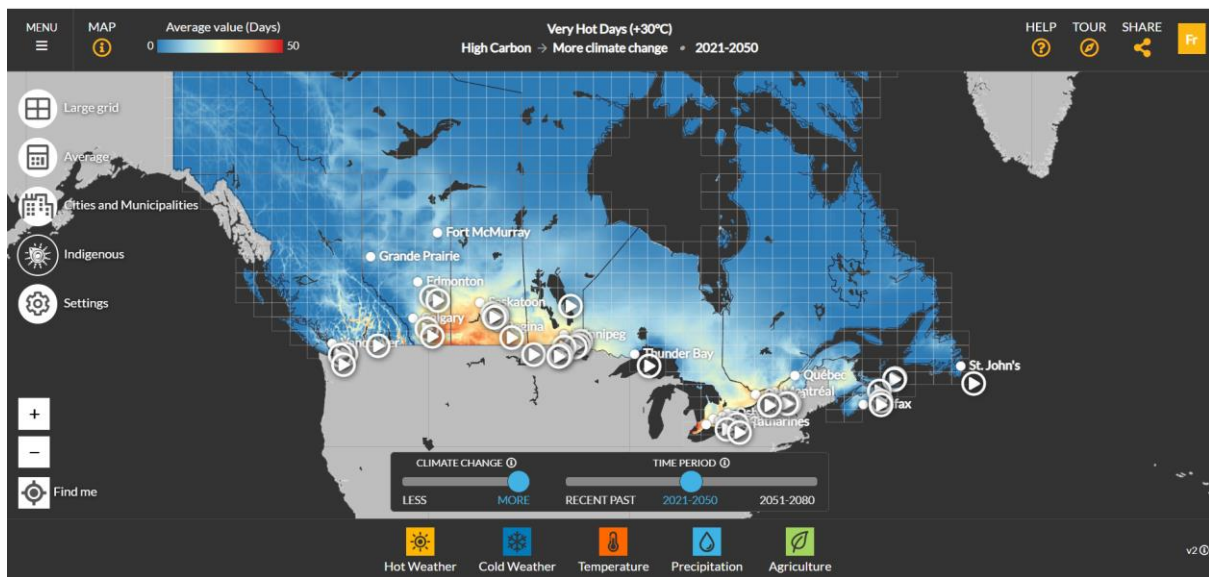 MENU
MAP
Average value (Days)
0
50
Very Hot Days (+30°C)
High Carbon → More climate change • 2021-2050
HELP
TOUR
SHARE
Fr
Large grid
Average
Cities and Municipalities
Indigenous
Settings
Fort McMurray
Grande Prairie
Edmonton
Thunder Bay
Québec
St. John's
+
−
Find me
CLIMATE CHANGE
LESS
MORE
TIME PERIOD
RECENT PAST
2021-2050
2051-2080
Hot Weather
Cold Weather
Temperature
Precipitation
Agriculture
v2